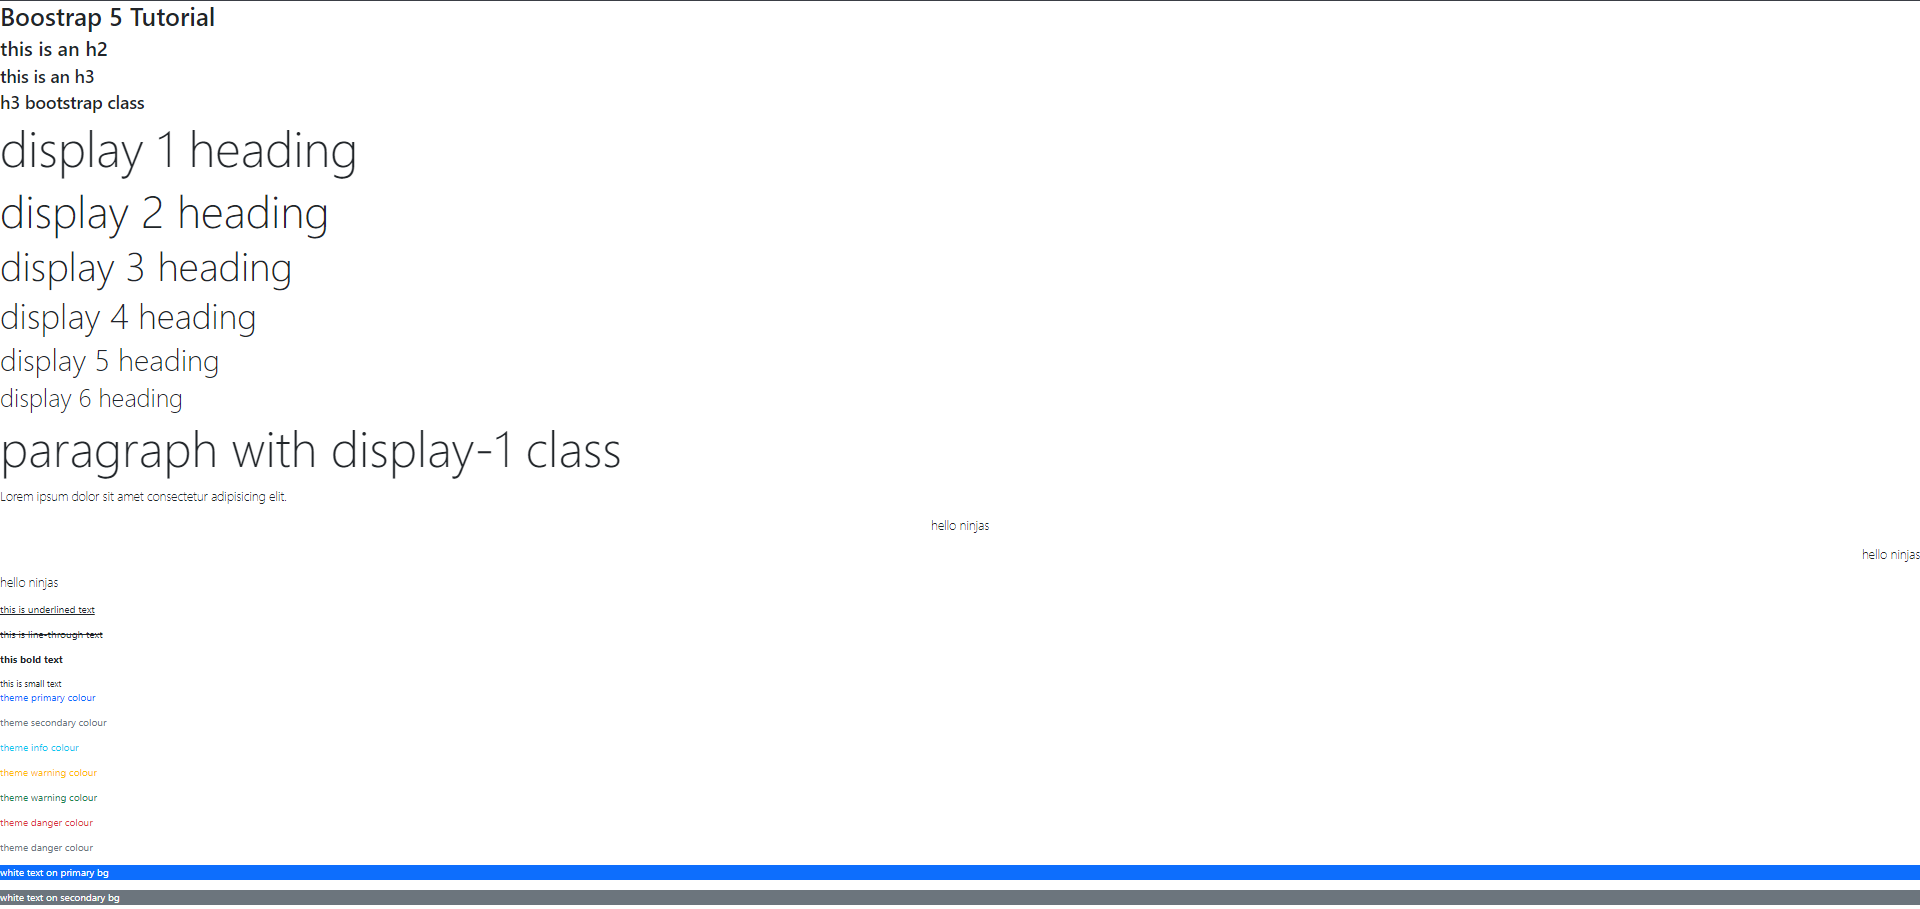 Boostrap 5 Tutorial
this is an h2
this is an h3
h3 bootstrap class
display 1 heading
display 2 heading
display 3 heading
display 4 heading
display 5 heading
display 6 heading
paragraph with display-1 class
Lorem ipsum dolor sit amet consectetur adipisicing elit.
hello ninjas
hello ninjas
hello ninjas
this is underlined text
this is line-through text
this bold text
this is small text
theme primary colour
theme secondary colour
theme info colour
theme warning colour
theme warning colour
theme danger colour
theme danger colour
white text on primary bg
white text on secondary bg